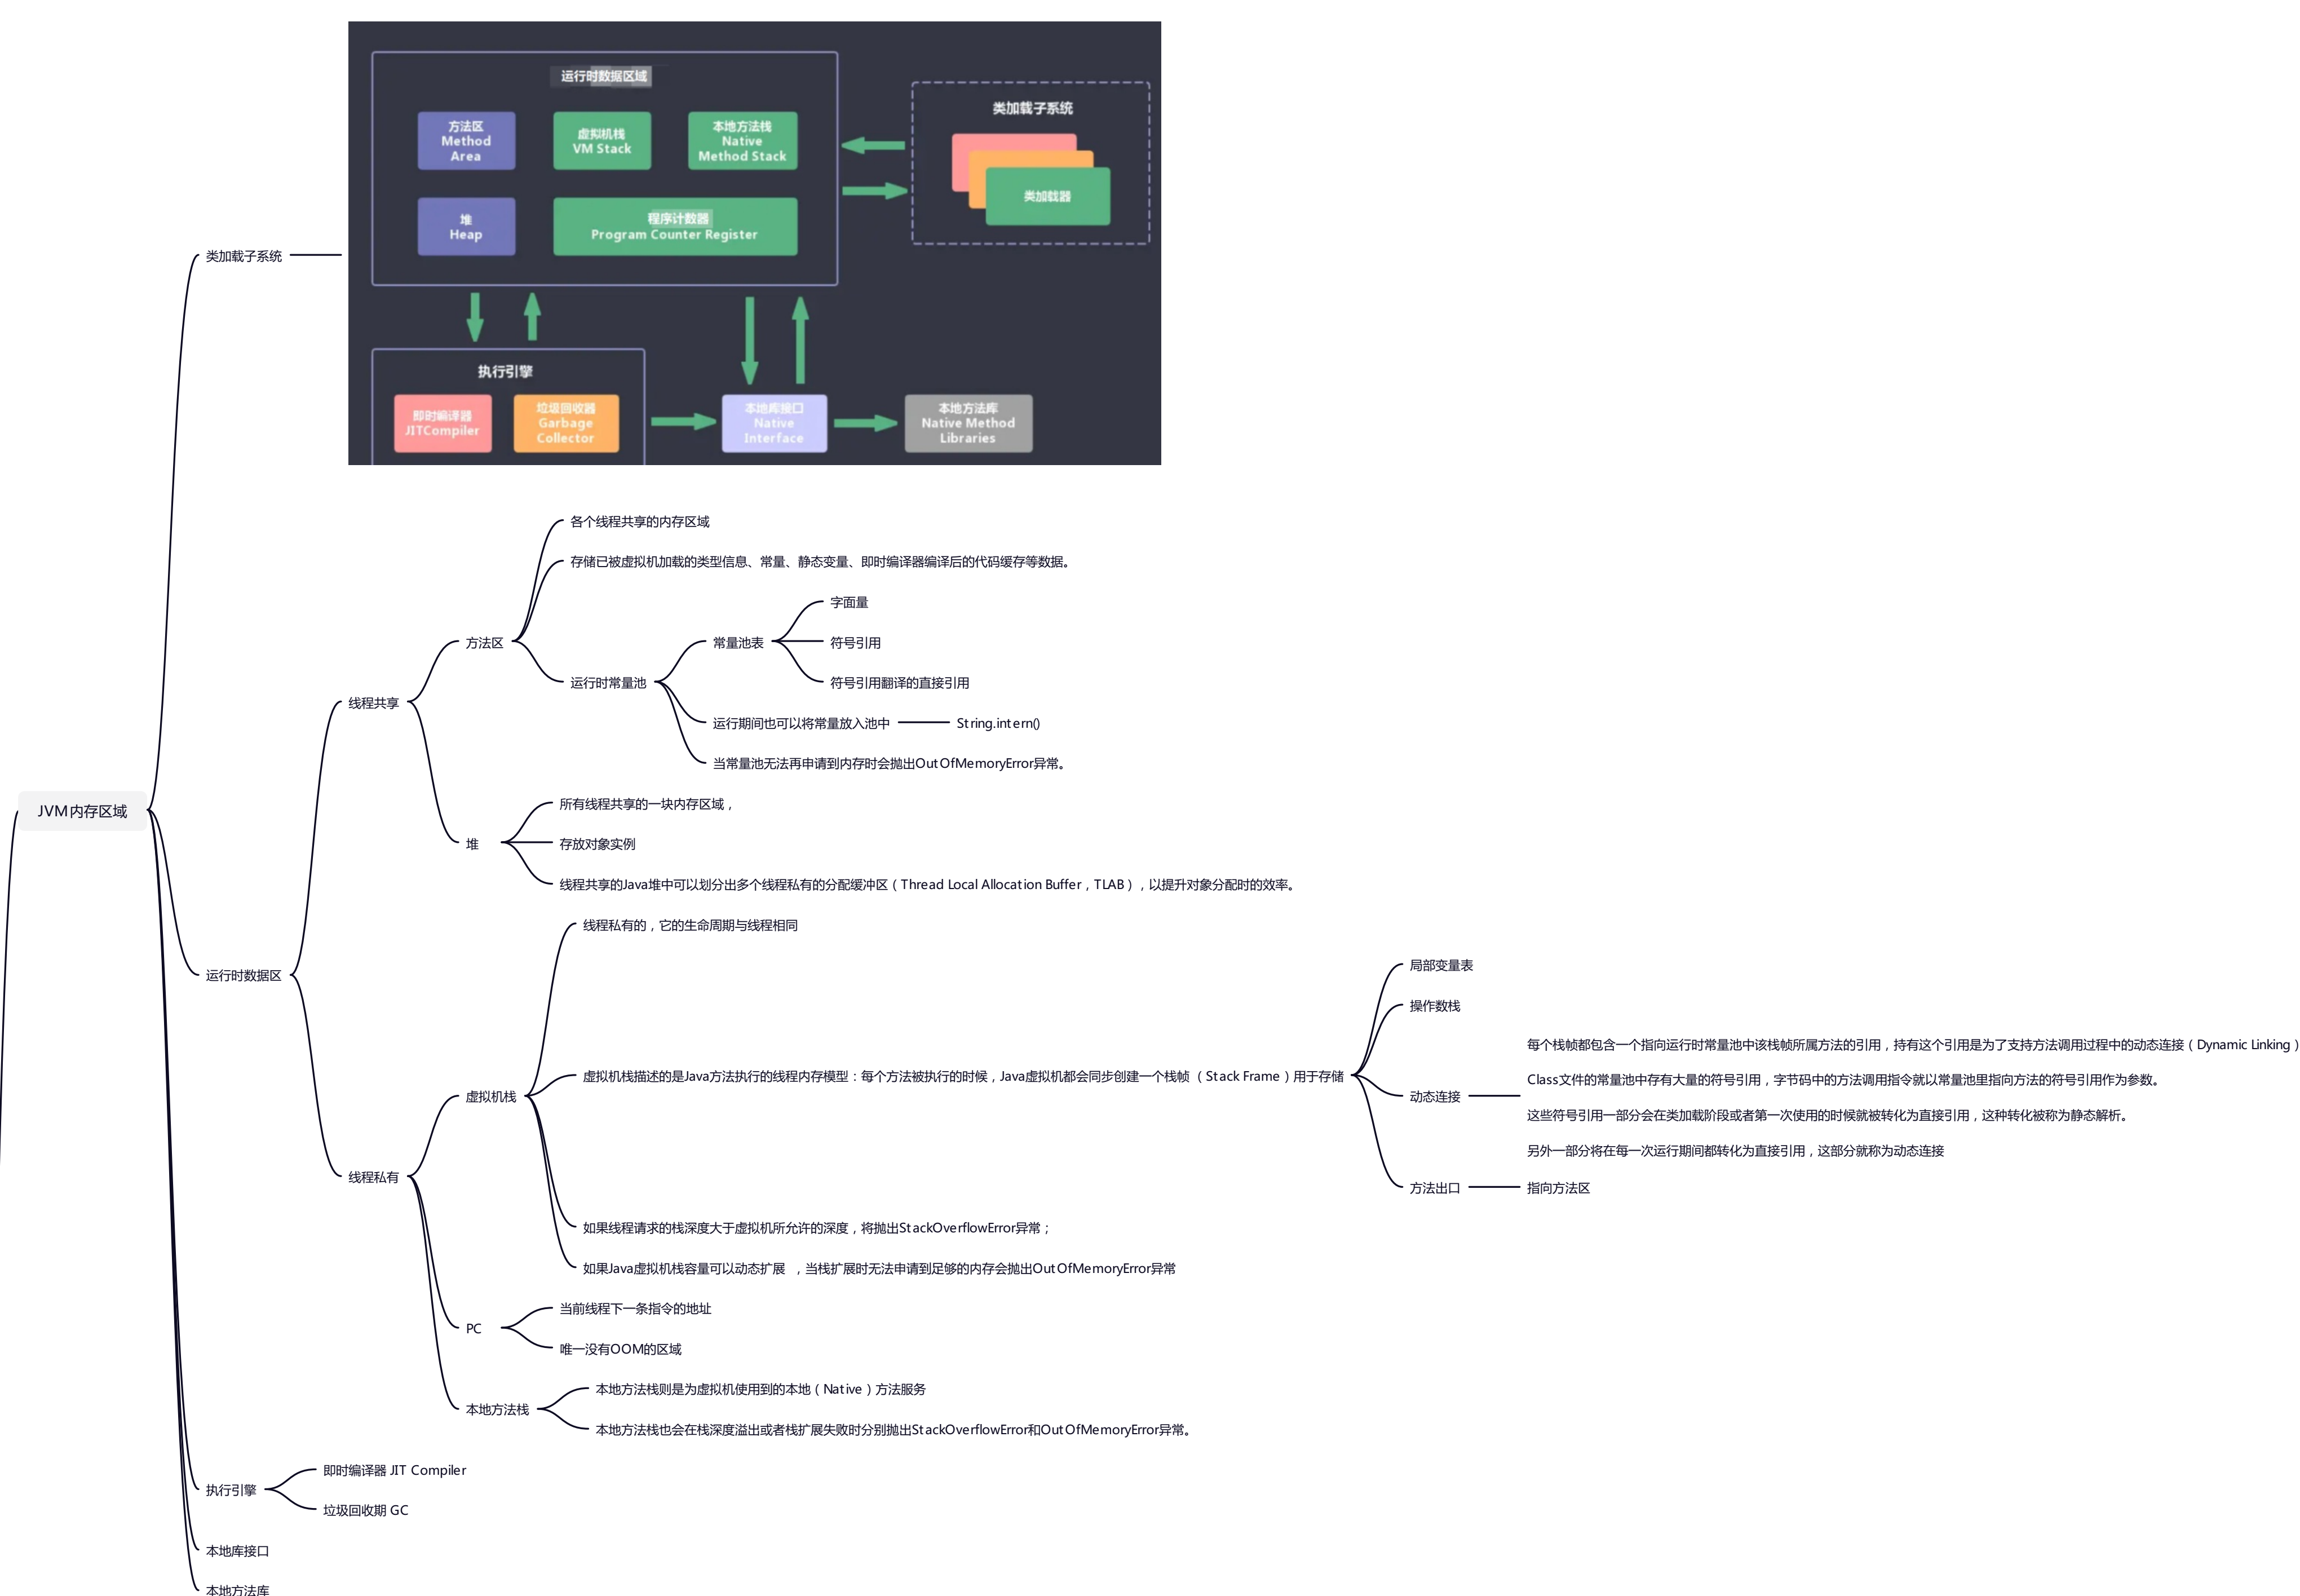 运行时数据区域
方法区
Method
Area
虚拟机栈
VM Stack
本地方法栈
Native
Method Stack
堆
Heap
程序计数器
Program Counter Register
类加载子系统
类加载器
执行引擎
即时编译器
JITCompiler
垃圾回收器
Garbage
Collector
本地库接口
Native
Interface
本地方法库
Native Method
Libraries
JVM内存区域
类加载子系统
运行时数据区
线程共享
方法区
各个线程共享的内存区域
存储已被虚拟机加载的类型信息、常量、静态变量、即时编译器编译后的代码缓存等数据。
运行时常量池
常量池表
字面量
符号引用
符号引用翻译的直接引用
运行期间也可以将常量放入池中
String.intern()
当常量池无法再申请到内存时会抛出OutOfMemoryError异常。
堆
所有线程共享的一块内存区域，
存放对象实例
线程共享的Java堆中可以划分出多个线程私有的分配缓冲区（Thread Local Allocation Buffer，TLAB），以提升对象分配时的效率。
线程私有
虚拟机栈
线程私有的，它的生命周期与线程相同
虚拟机栈描述的是Java方法执行的线程内存模型：每个方法被执行的时候，Java虚拟机都会同步创建一个栈帧 （Stack Frame）用于存储
局部变量表
操作数栈
动态连接
每个栈帧都包含一个指向运行时常量池中该栈帧所属方法的引用，持有这个引用是为了支持方法调用过程中的动态连接（Dynamic Linking）
Class文件的常量池中存有大量的符号引用，字节码中的方法调用指令就以常量池里指向方法的符号引用作为参数。
这些符号引用一部分会在类加载阶段或者第一次使用的时候就被转化为直接引用，这种转化被称为静态解析。
另外一部分将在每一次运行期间都转化为直接引用，这部分就称为动态连接
方法出口
指向方法区
如果线程请求的栈深度大于虚拟机所允许的深度，将抛出StackOverflowError异常；
如果Java虚拟机栈容量可以动态扩展 ，当栈扩展时无法申请到足够的内存会抛出OutOfMemoryError异常
PC
当前线程下一条指令的地址
唯一没有OOM的区域
本地方法栈
本地方法栈则是为虚拟机使用到的本地（Native）方法服务
本地方法栈也会在栈深度溢出或者栈扩展失败时分别抛出StackOverflowError和OutOfMemoryError异常。
执行引擎
即时编译器 JIT Compiler
垃圾回收期 GC
本地库接口
本地方法库